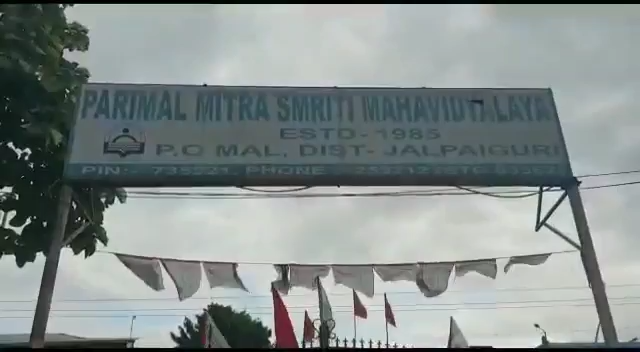 PARIMAL MITRA SMRITI MAHAVIDYALAYA
ESTD-1985
P.O MAL, DIST- JALPAIGURI
PIN:- 735221, PHONE